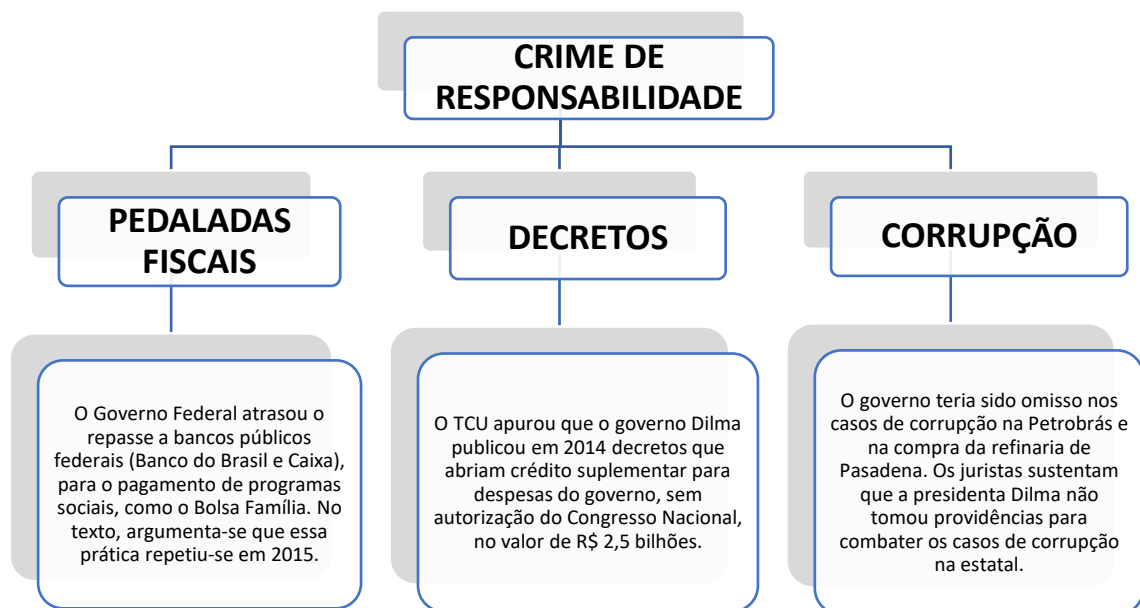 CRIME DE
RESPONSABILIDADE
PEDALADAS
FISCAIS
DECRETOS
CORRUPÇÃO
O Governo Federal atrasou o
repasse a bancos públicos
federais (Banco do Brasil e Caixa),
para o pagamento de programas
sociais, como o Bolsa Família. No
texto, argumenta-se que essa
prática repetiu-se em 2015.
O TCU apurou que o governo Dilma
publicou em 2014 decretos que
abriam crédito suplementar para
despesas do governo, sem
autorização do Congresso Nacional,
no valor de R$ 2,5 bilhões.
O governo teria sido omisso nos
casos de corrupção na Petrobrás e
na compra da refinaria de
Pasadena. Os juristas sustentam
que a presidenta Dilma não
tomou providências para
combater os casos de corrupção
na estatal.